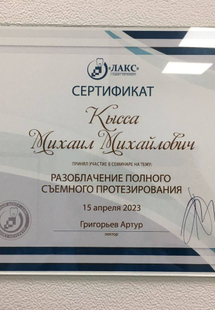 «ЛАКС»
СЕРТИФИКАТ
Кысса
Михаил Михайлович
ПРИНЯЛ УЧАСТИЕ В СЕМИНАРЕ НА ТЕМУ:
РАЗОБЛАЧЕНИЕ ПОЛНОГО
СЪЕМНОГО ПРОТЕЗИРОВАНИЯ
15 апреля 2023
Григорьев Артур
лектор